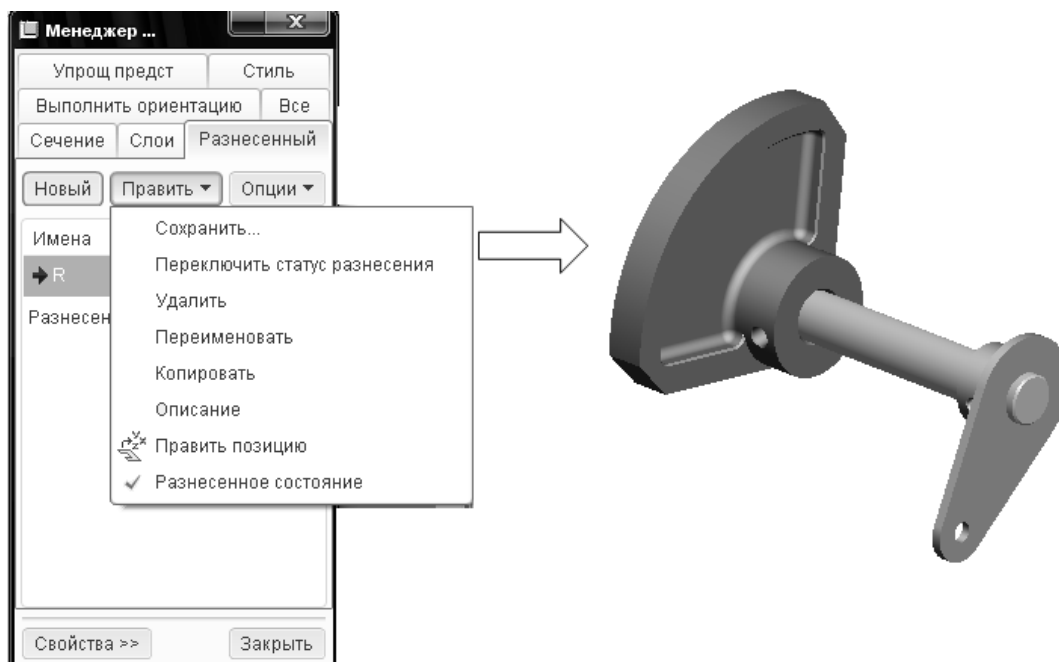 Менеджер ...
Упрощ предст Стиль
Выполнить ориентацию Все
Сечение Слои Разнесенный
Новый Править Опции
Имена
R
Разнесен
Сохранить...
Переключить статус разнесения
Удалить
Переименовать
Копировать
Описание
Править позицию
Разнесенное состояние
Свойства >> Закрыть